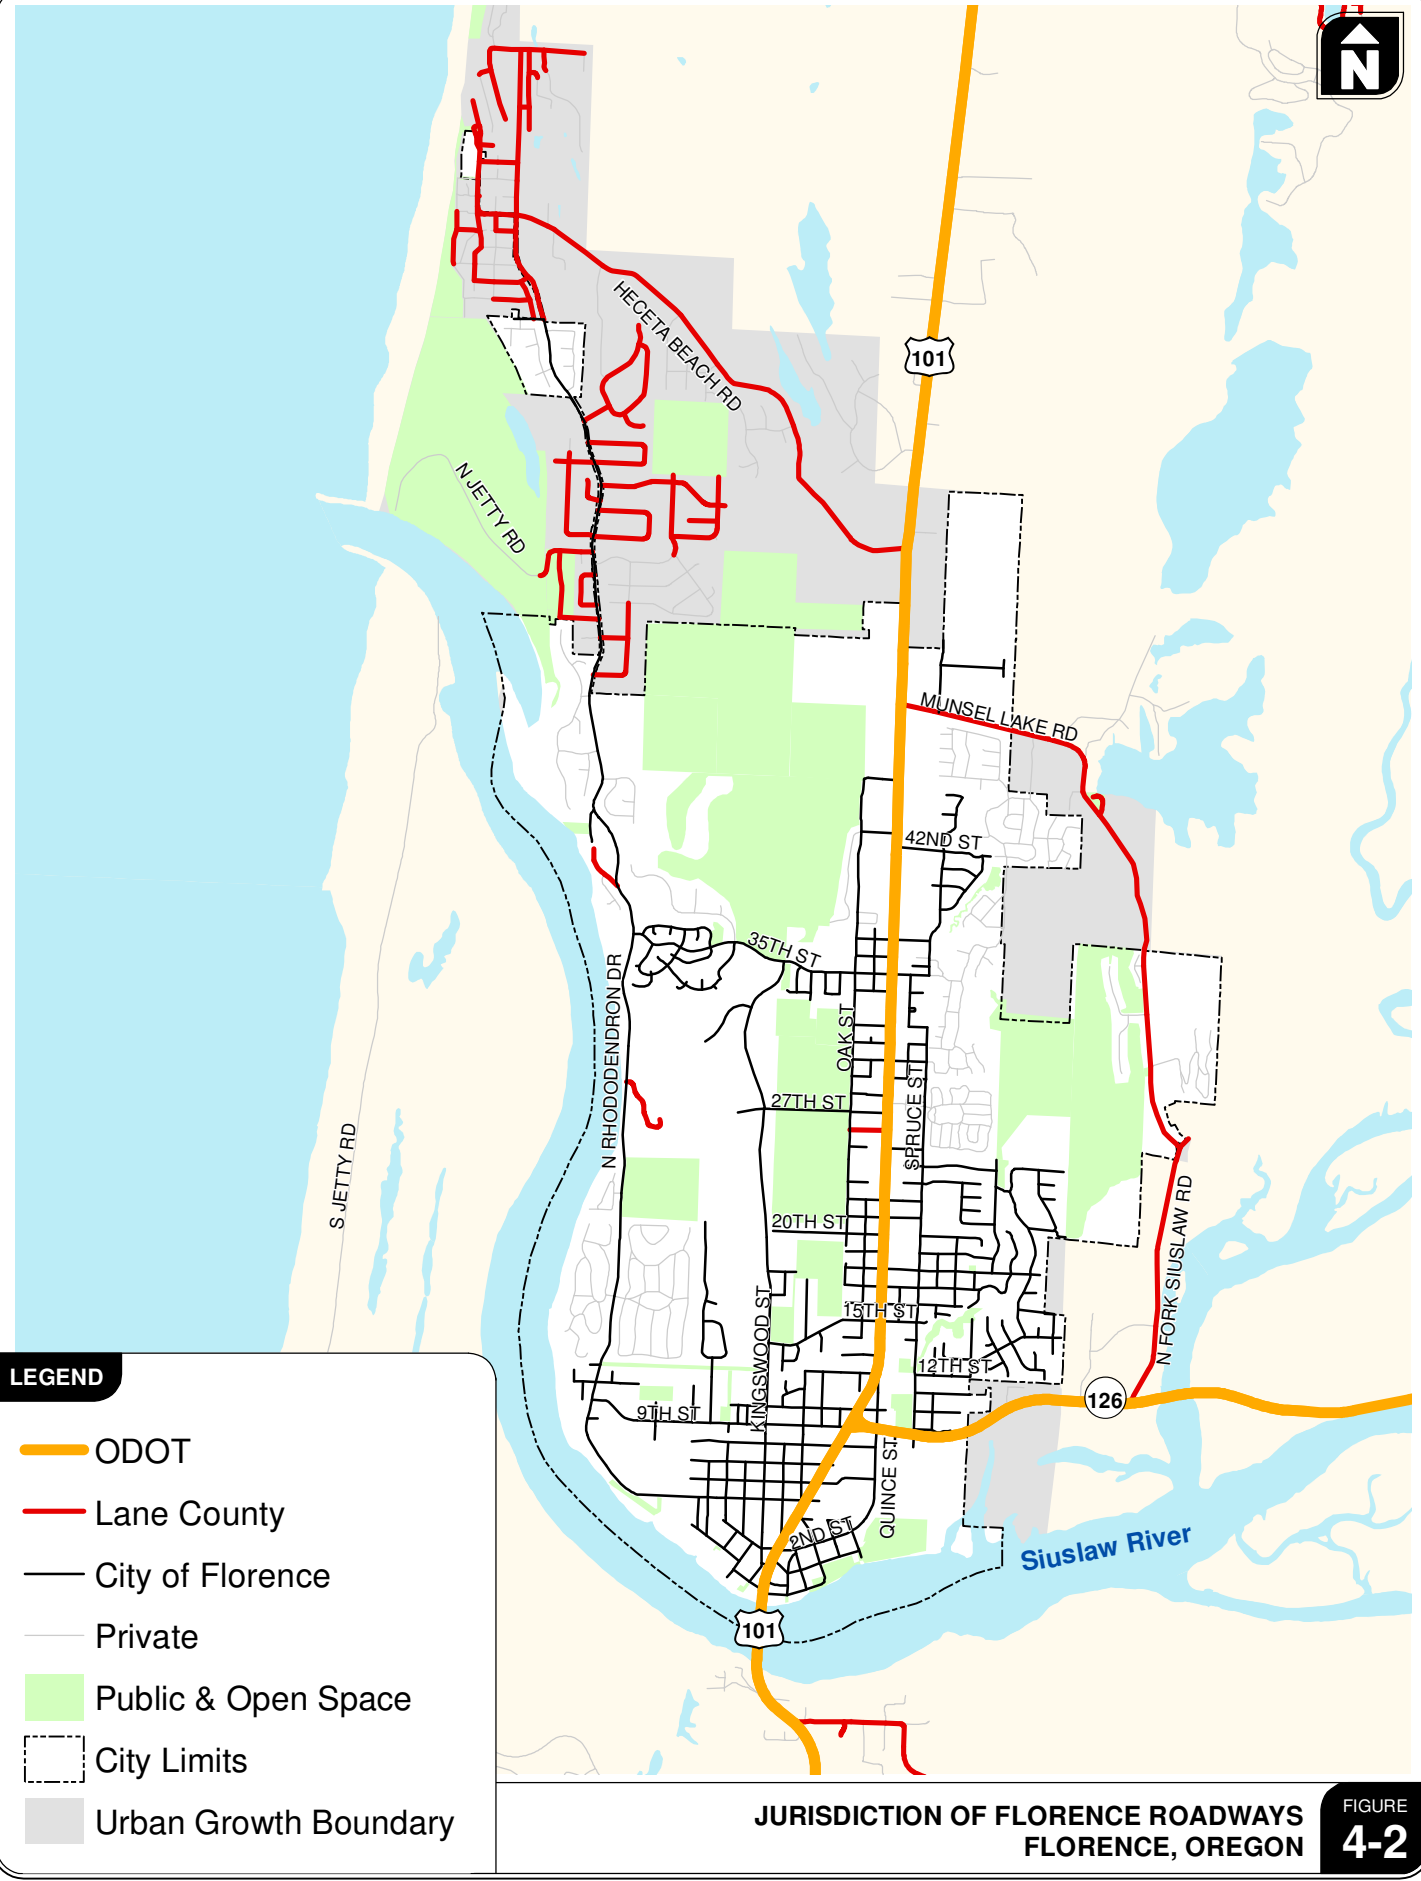 N
HECETA BEACH RD
101
N JETTY RD
MUNSEL LAKE RD
42ND ST
35TH ST
N RHODODENDRON DR
OAK ST
SPRUCE ST
27TH ST
S JETTY RD
20TH ST
N FORK SIUSLAW RD
15TH ST
KINGSWOOD ST
12TH ST
126
9TH ST
QUINCE ST
2ND ST
Siuslaw River
101
LEGEND
ODOT
Lane County
City of Florence
Private
Public & Open Space
City Limits
Urban Growth Boundary
JURISDICTION OF FLORENCE ROADWAYS
FLORENCE, OREGON
FIGURE
4-2